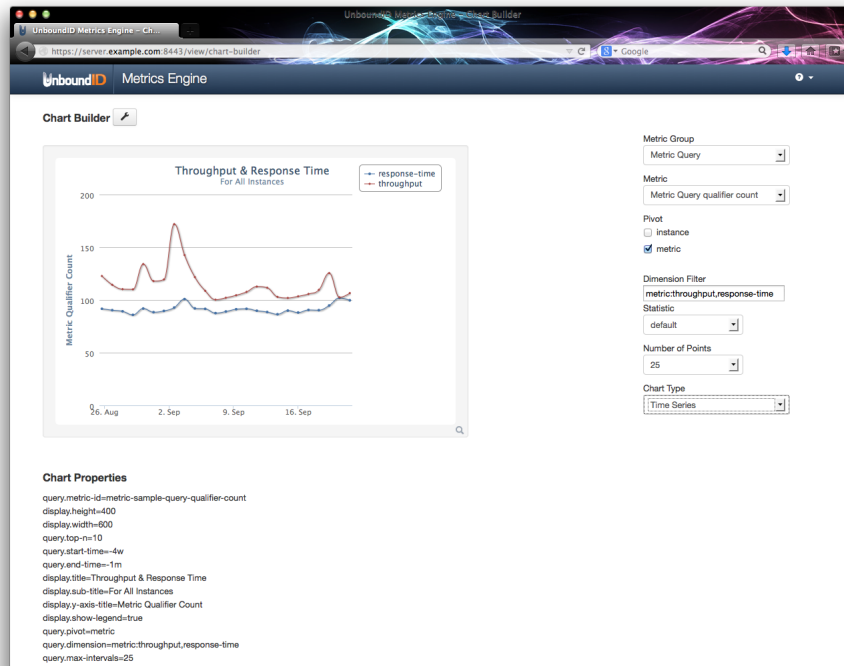 UnboundID Metrics Engine – Chart Builder
UnboundID Metrics Engine – Ch...
https://server.example.com:8443/view/chart-builder
Google
UnboundID Metrics Engine
Chart Builder
Throughput & Response Time
For All Instances
response-time
throughput
Metric Qualifier Count
200
150
100
50
0
26. Aug 2. Sep 9. Sep 16. Sep
Metric Group
Metric Query
Metric
Metric Query qualifier count
Pivot
instance
metric
Dimension Filter
metric:throughput,response-time
Statistic
default
Number of Points
25
Chart Type
Time Series
Chart Properties
query.metric-id=metric-sample-query-qualifier-count
display.height=400
display.width=600
query.top-n=10
query.start-time=-4w
query.end-time=-1m
display.title=Throughput & Response Time
display.sub-title=For All Instances
display.y-axis-title=Metric Qualifier Count
display.show-legend=true
query.pivot=metric
query.dimension=metric:throughput,response-time
query.max-intervals=25